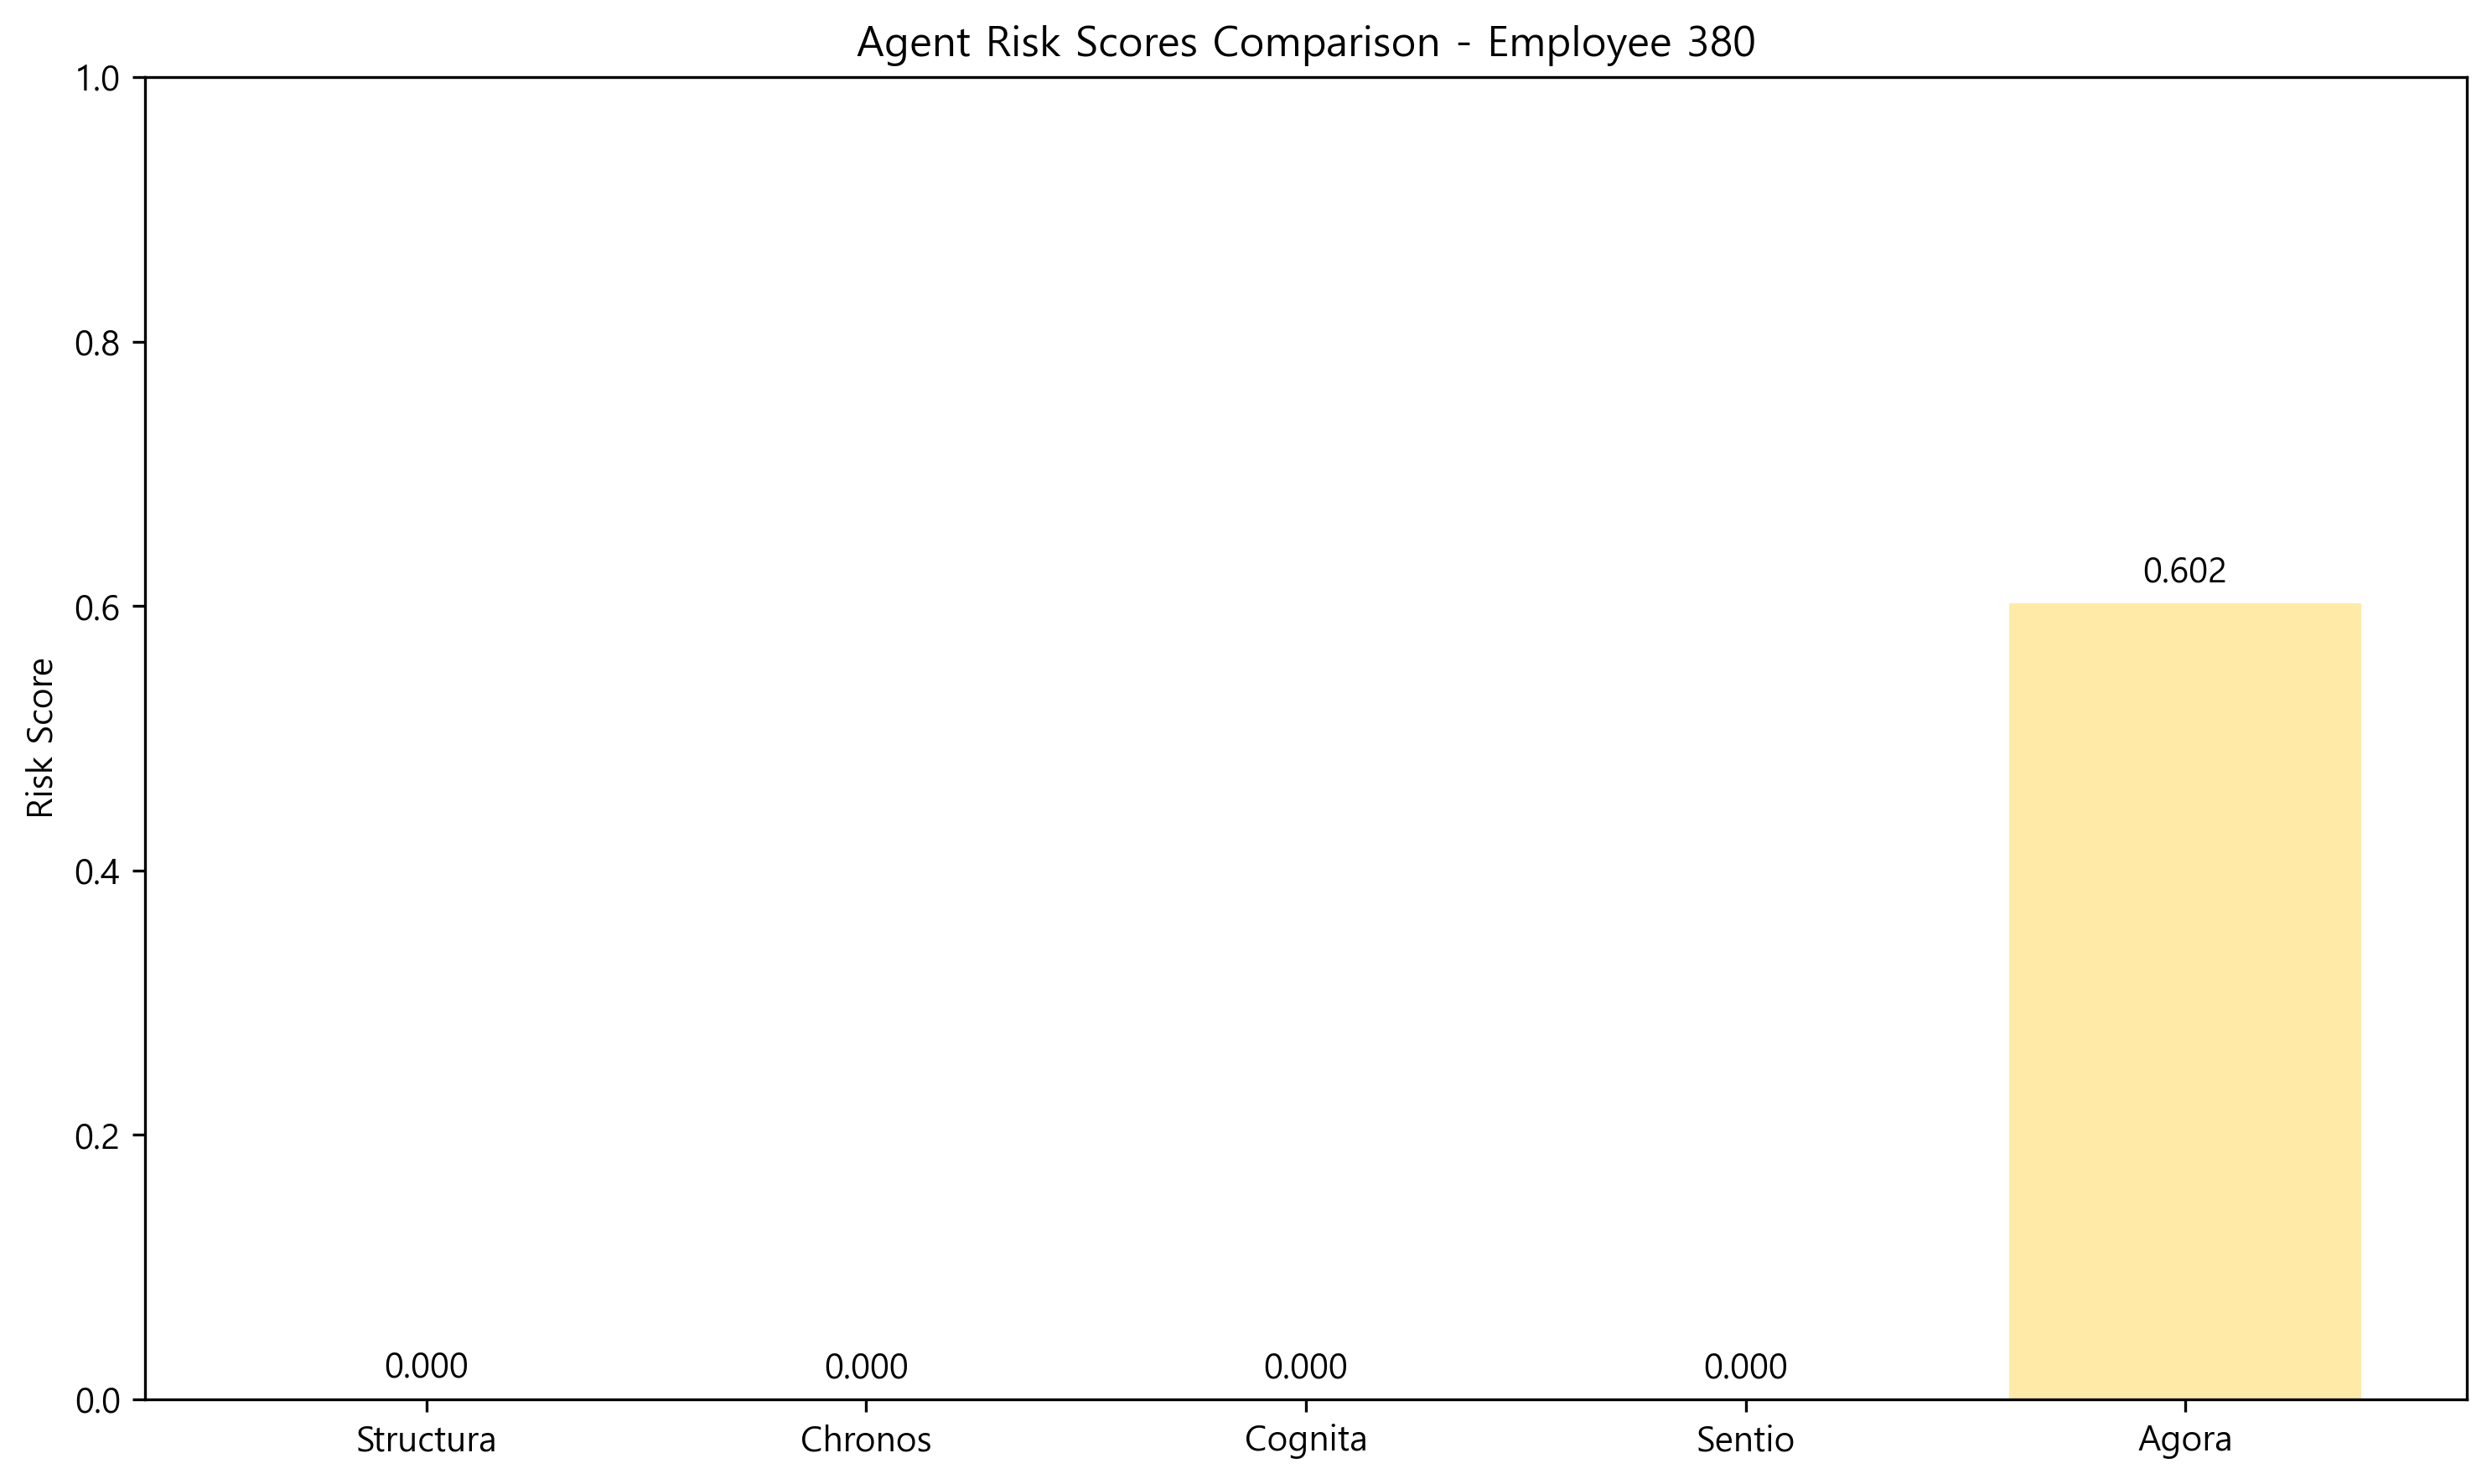 Agent Risk Scores Comparison - Employee 380
1.0
0.8
0.6
0.4
0.2
0.0
Risk Score
0.000
0.000
0.000
0.000
0.602
Structura
Chronos
Cognita
Sentio
Agora